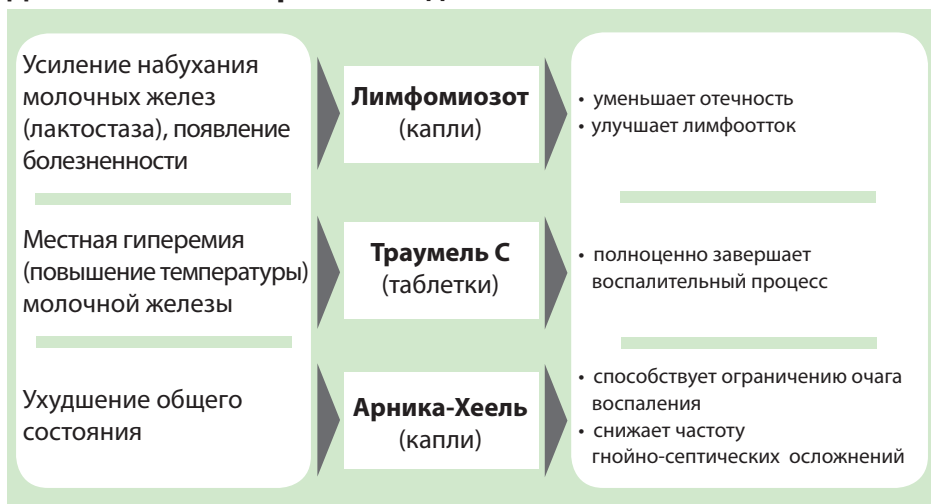 Усиление набухания
молочных желез
(лактостаза), появление
болезненности
Лимфомиозот
(капли)
• уменьшает отечность
• улучшает лимфоотток
Местная гиперемия
(повышение температуры)
молочной железы
Траумель С
(таблетки)
• полноценно завершает
воспалительный процесс
Ухудшение общего
состояния
Арника-Хеель
(капли)
• способствует ограничению очага
воспаления
• снижает частоту
гнойно-септических осложнений